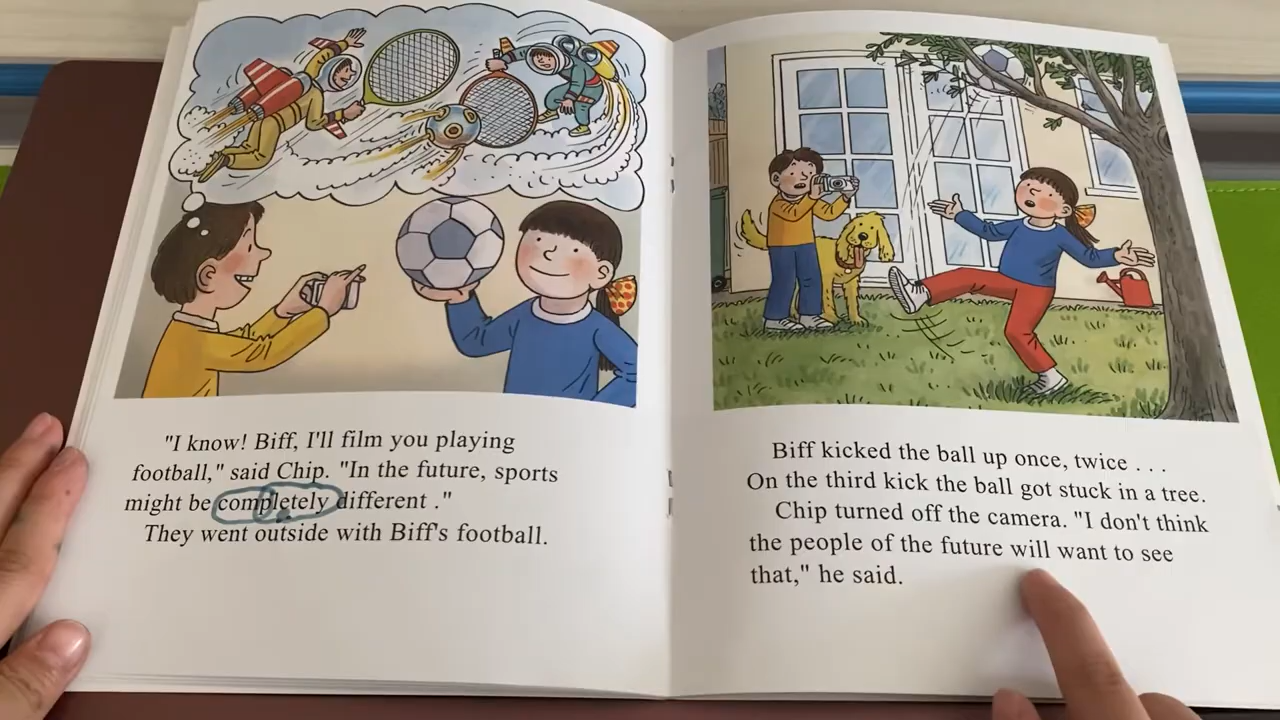 "I know! Biff, I'll film you playing
football," said Chip. "In the future, sports
might be completely different ."
They went outside with Biff's football.
Biff kicked the ball up once, twice . . .
On the third kick the ball got stuck in a tree.
Chip turned off the camera. "I don't think
the people of the future will want to see
that," he said.